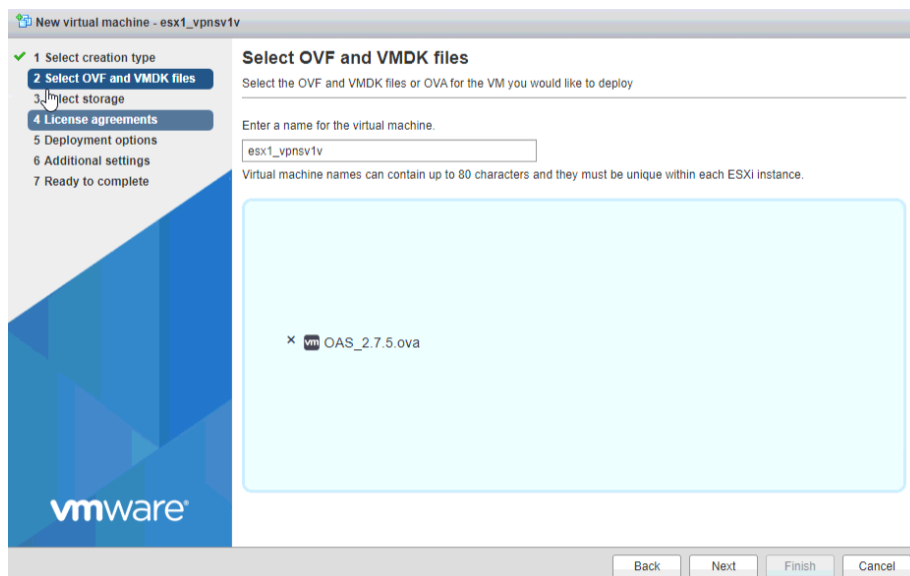 New virtual machine - esx1_vpnsv1v
1 Select creation type
2 Select OVF and VMDK files
3 Select storage
4 License agreements
5 Deployment options
6 Additional settings
7 Ready to complete
vmware®
Select OVF and VMDK files
Select the OVF and VMDK files or OVA for the VM you would like to deploy
Enter a name for the virtual machine.
esx1_vpnsv1v
Virtual machine names can contain up to 80 characters and they must be unique within each ESXi instance.
vm OAS_2.7.5.ova
Back Next Finish Cancel